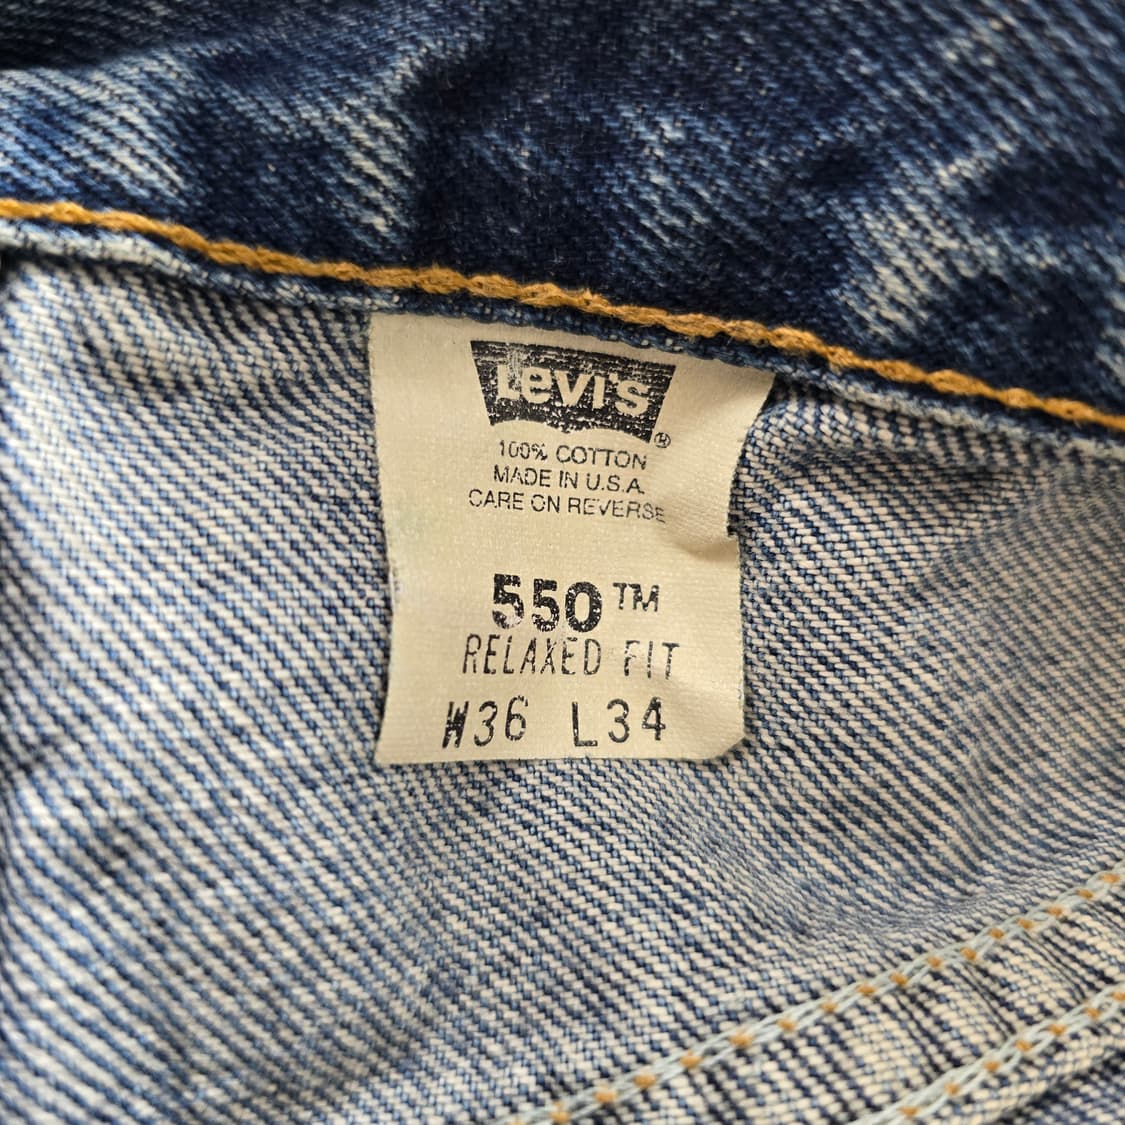 Levi's ®
100% COTTON
MADE IN U.S.A.
CARE ON REVERSE
550™
RELAXED FIT
W36 L34